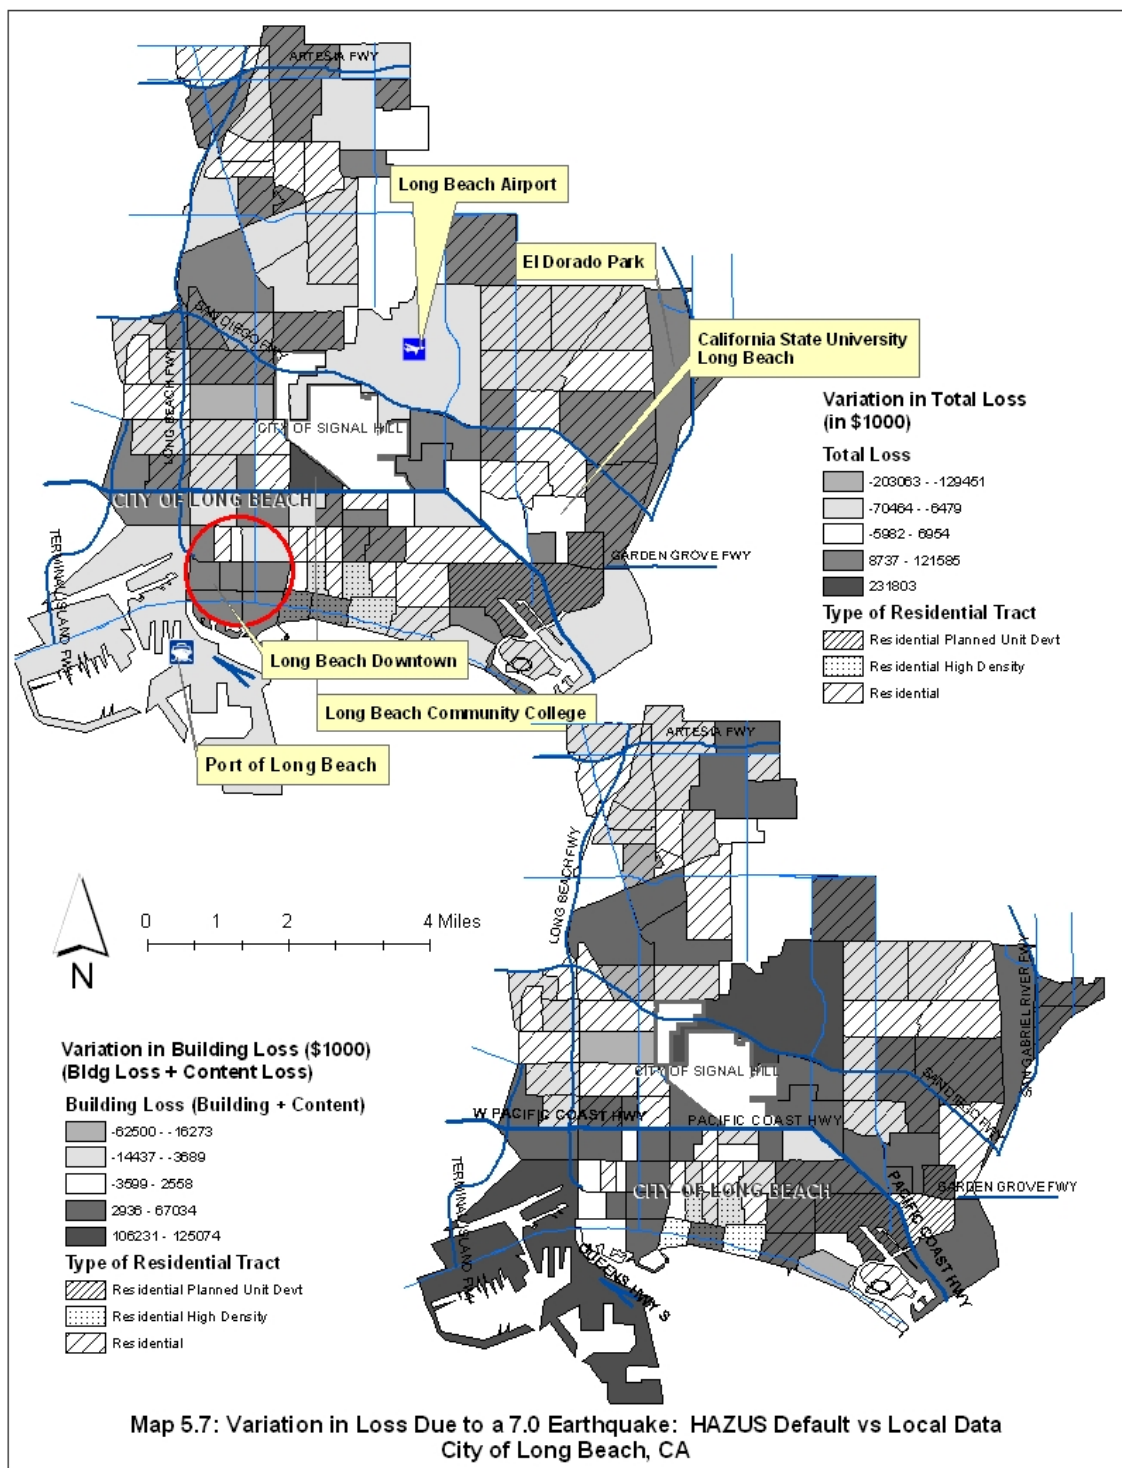 ARTESIA FWY
Long Beach Airport
El Dorado Park
California State University
Long Beach
SAN DIEGO FWY
LONG BEACH FWY
CITY OF SIGNAL HILL
CITY OF LONG BEACH
TERMINAL ISLAND FWY
GARDEN GROVE FWY
Long Beach Downtown
Long Beach Community College
Port of Long Beach
Variation in Total Loss
(in $1000)
Total Loss
-203063 - -129451
-70464 - -6479
-5982 - 6954
8737 - 121585
231803
Type of Residential Tract
Residential Planned Unit Devt
Residential High Density
Residential
ARTESIA FWY
LONG BEACH FWY
0 1 2 4 Miles
N
SAN GABRIEL RIVER FWY
SAN DIEGO FWY
CITY OF SIGNAL HILL
W PACIFIC COAST HWY
PACIFIC COAST HWY
TERMINAL ISLAND FWY
CITY OF LONG BEACH
GARDEN GROVE FWY
PACIFIC COAST HWY
QUEENS HWY S
Variation in Building Loss ($1000)
(Bldg Loss + Content Loss)
Building Loss (Building + Content)
-62500 - -16273
-14437 - -3689
-3599 - 2558
2936 - 67034
106231 - 125074
Type of Residential Tract
Residential Planned Unit Devt
Residential High Density
Residential
Map 5.7: Variation in Loss Due to a 7.0 Earthquake: HAZUS Default vs Local Data
City of Long Beach, CA